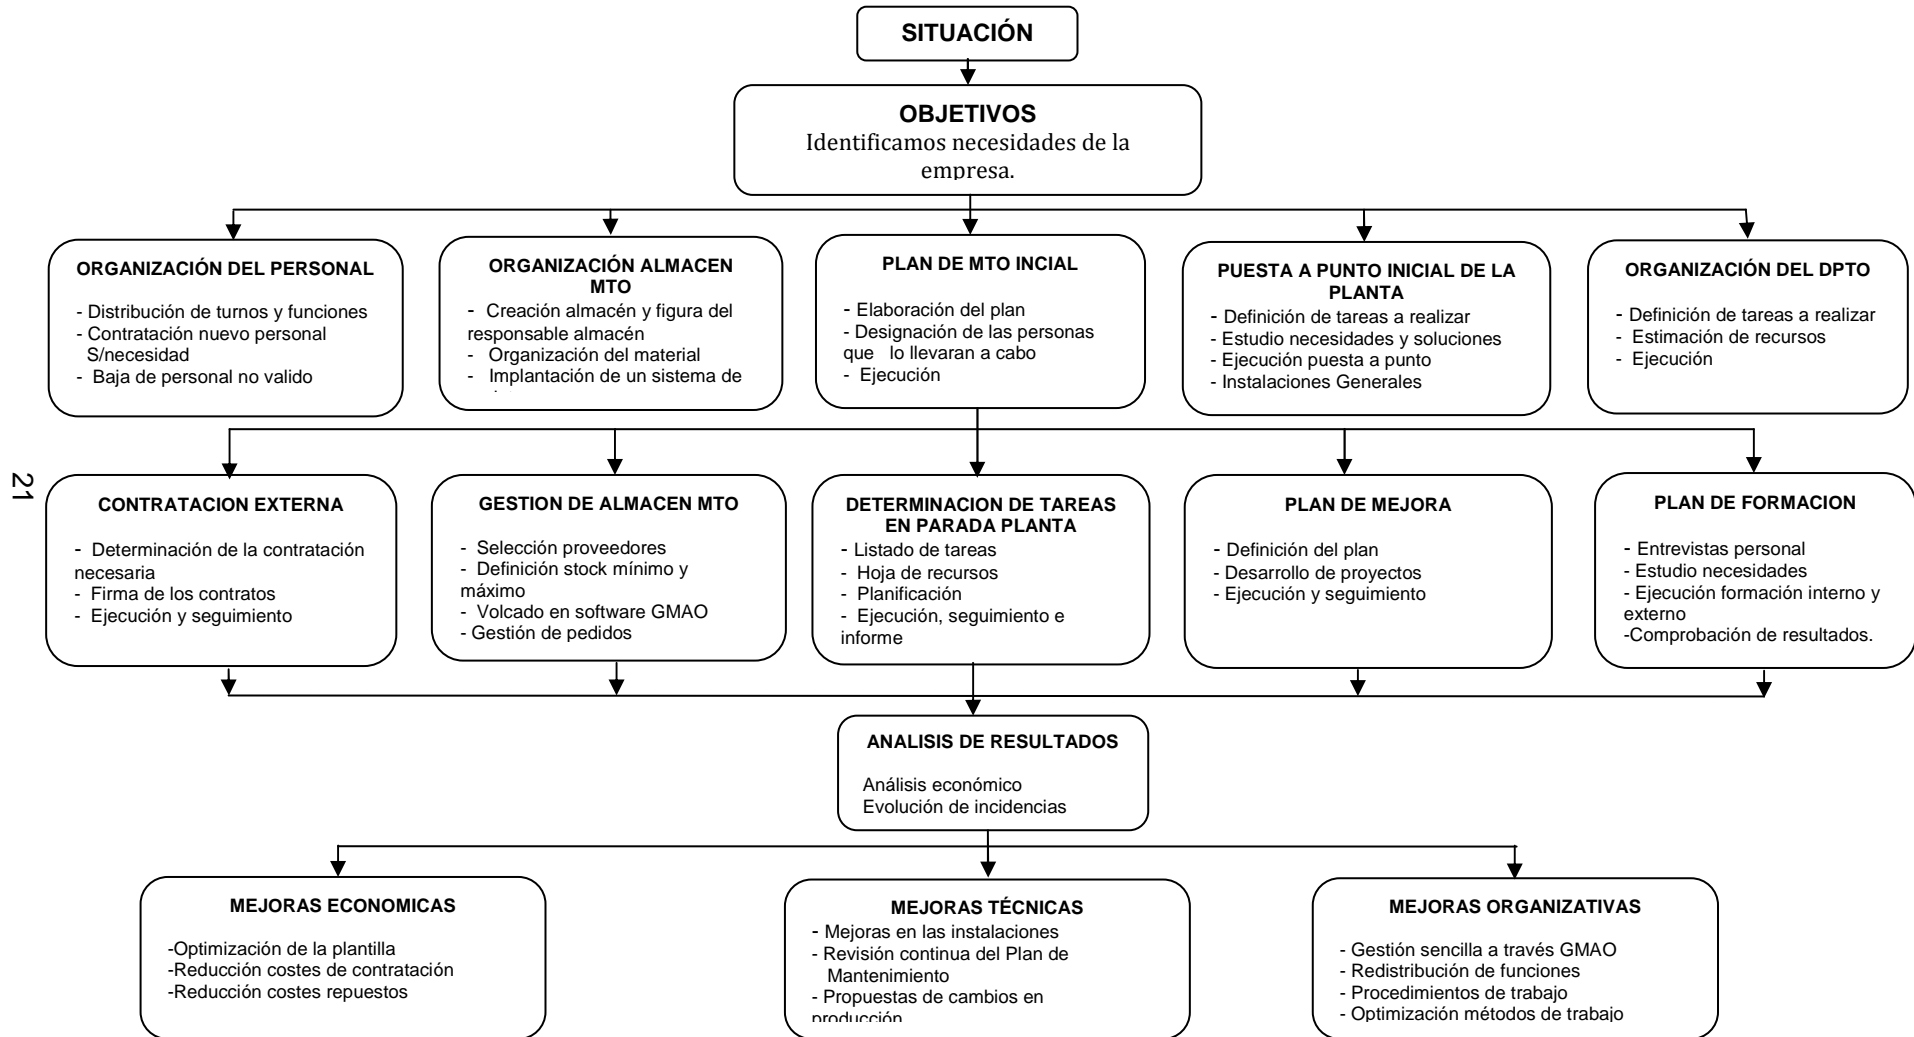 SITUACIÓN
OBJETIVOS
Identificamos necesidades de la
empresa.
ORGANIZACIÓN DEL PERSONAL
- Distribución de turnos y funciones
- Contratación nuevo personal
S/necesidad
- Baja de personal no valido
ORGANIZACIÓN ALMACEN
MTO
- Creación almacén y figura del
responsable almacén
- Organización del material
- Implantación de un sistema de
PLAN DE MTO INCIAL
- Elaboración del plan
- Designación de las personas
que lo llevaran a cabo
- Ejecución
PUESTA A PUNTO INICIAL DE LA
PLANTA
- Definición de tareas a realizar
- Estudio necesidades y soluciones
- Ejecución puesta a punto
- Instalaciones Generales
ORGANIZACIÓN DEL DPTO
- Definición de tareas a realizar
- Estimación de recursos
- Ejecución
21
CONTRATACION EXTERNA
- Determinación de la contratación
necesaria
- Firma de los contratos
- Ejecución y seguimiento
GESTION DE ALMACEN MTO
- Selección proveedores
- Definición stock mínimo y
máximo
- Volcado en software GMAO
- Gestión de pedidos
DETERMINACION DE TAREAS
EN PARADA PLANTA
- Listado de tareas
- Hoja de recursos
- Planificación
- Ejecución, seguimiento e
informe
PLAN DE MEJORA
- Definición del plan
- Desarrollo de proyectos
- Ejecución y seguimiento
PLAN DE FORMACION
- Entrevistas personal
- Estudio necesidades
- Ejecución formación interno y
externo
-Comprobación de resultados.
ANALISIS DE RESULTADOS
Análisis económico
Evolución de incidencias
MEJORAS ECONOMICAS
-Optimización de la plantilla
-Reducción costes de contratación
-Reducción costes repuestos
MEJORAS TÉCNICAS
- Mejoras en las instalaciones
- Revisión continua del Plan de
Mantenimiento
- Propuestas de cambios en
producción
MEJORAS ORGANIZATIVAS
- Gestión sencilla a través GMAO
- Redistribución de funciones
- Procedimientos de trabajo
- Optimización métodos de trabajo